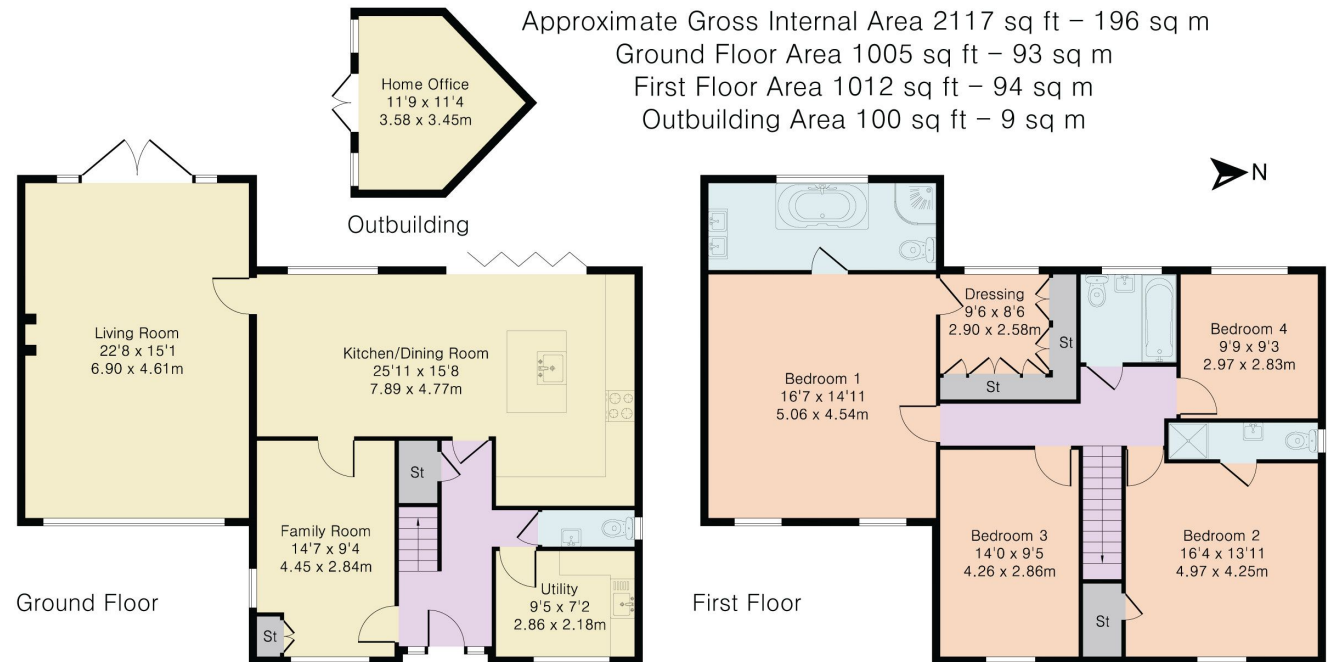 Approximate Gross Internal Area 2117 sq ft – 196 sq m
Ground Floor Area 1005 sq ft – 93 sq m
First Floor Area 1012 sq ft – 94 sq m
Outbuilding Area 100 sq ft – 9 sq m
Home Office
11'9 x 11'4
3.58 x 3.45m
Outbuilding
N
Living Room
22'8 x 15'1
6.90 x 4.61m
Kitchen/Dining Room
25'11 x 15'8
7.89 x 4.77m
St
Family Room
14'7 x 9'4
4.45 x 2.84m
Utility
9'5 x 7'2
2.86 x 2.18m
St
Ground Floor
Dressing
9'6 x 8'6
2.90 x 2.58m
St
St
Bedroom 1
16'7 x 14'11
5.06 x 4.54m
Bedroom 4
9'9 x 9'3
2.97 x 2.83m
Bedroom 3
14'0 x 9'5
4.26 x 2.86m
Bedroom 2
16'4 x 13'11
4.97 x 4.25m
St
First Floor